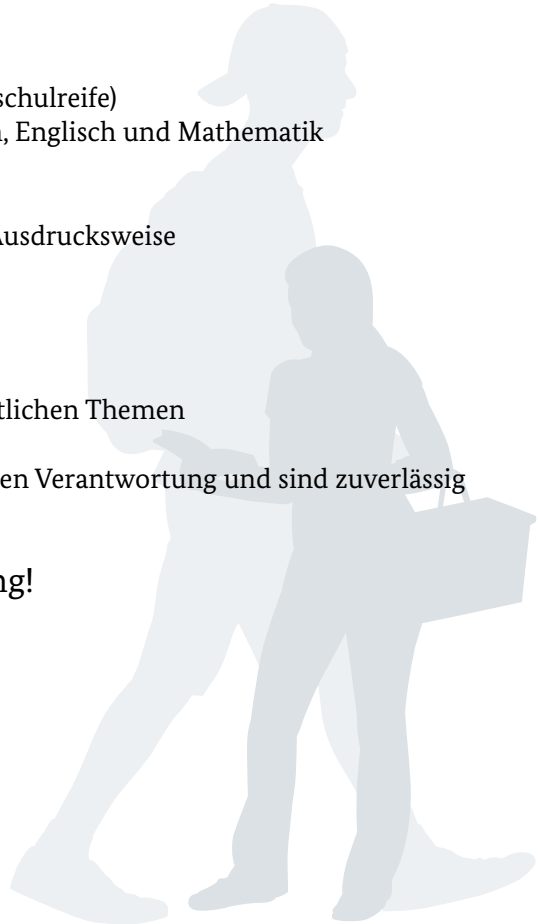 schulreife)
, Englisch und Mathematik
Ausdrucksweise
tlichen Themen
en Verantwortung und sind zuverlässig
ng!